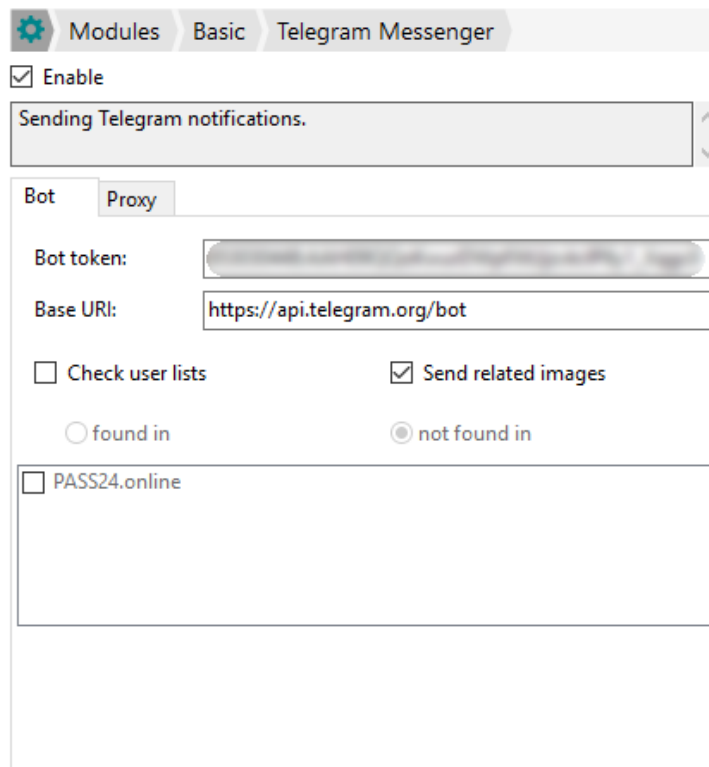 Modules Basic Telegram Messenger
Enable
Sending Telegram notifications.
Bot Proxy
Bot token:
Base URI: https://api.telegram.org/bot
Check user lists Send related images
found in not found in
PASS24.online